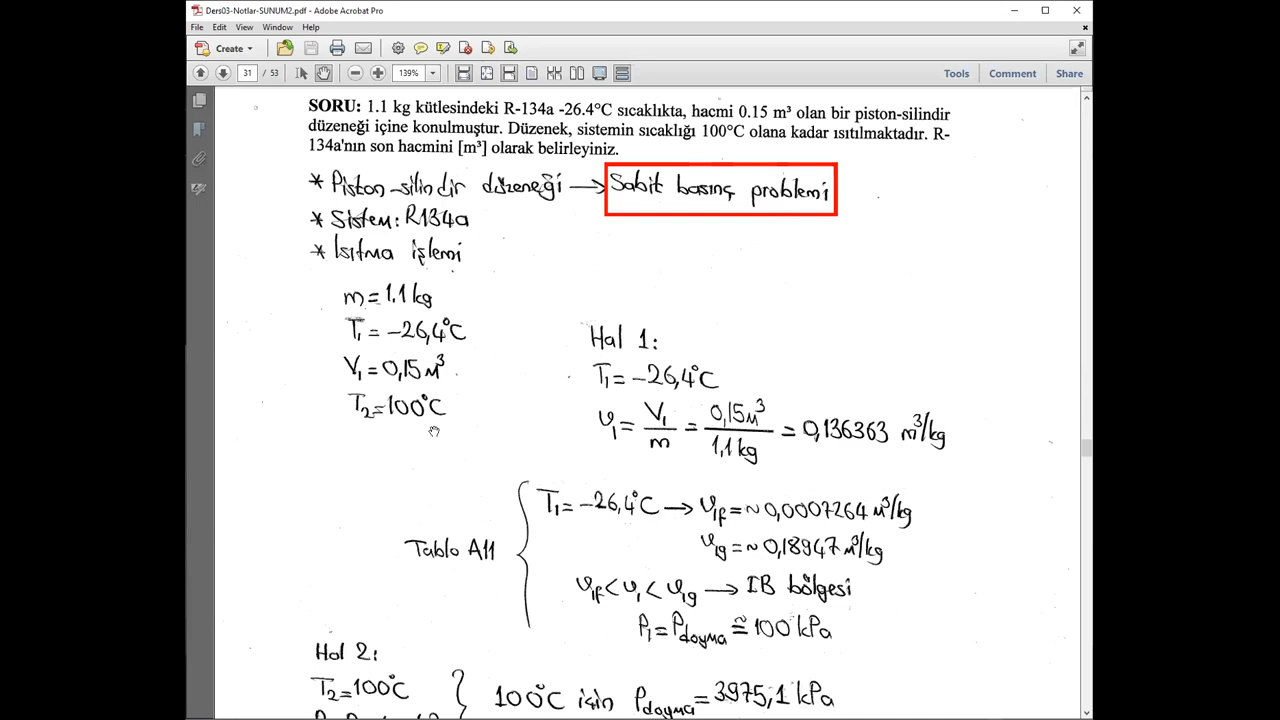 Ders03-Notlar-SUNUM2.pdf - Adobe Acrobat Pro
File Edit View Window Help
Create
31 / 53 139% Tools Comment Share
SORU: 1.1 kg kütlesindeki R-134a -26.4°C sıcaklıkta, hacmi 0.15 m³ olan bir piston-silindir
düzeneği içine konulmuştur. Düzenek, sistemin sıcaklığı 100°C olana kadar ısıtılmaktadır. R-
134a'nın son hacmini [m³] olarak belirleyiniz.
* Piston-silindir düzeneği → Sabit basınç problemi
* Sistem: R134a
* Isıtma işlemi
m = 1.1 kg
T₁ = -26,4°C
V₁ = 0,15 m³
T₂ = 100°C
Hal 1:
T₁ = -26,4°C
v₁ = V₁/m = 0,15 m³/1,1 kg = 0,136363 m³/kg
Tablo A11
T₁ = -26,4°C → v₁f = ~ 0,0007264 m³/kg
v₁g = ~ 0,18947 m³/kg
v₁f < v₁ < v₁g → IB bölgesi
P₁ = Pdoyma ≅ 100 kPa
Hal 2:
T₂ = 100°C
100°C için Pdoyma = 3975,1 kPa